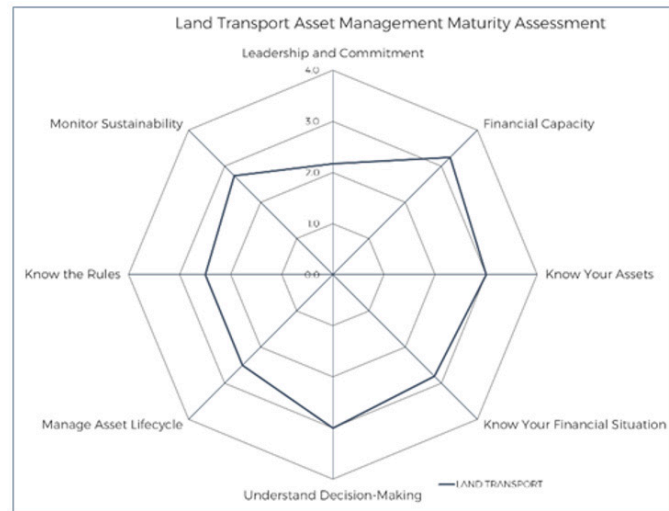 Land Transport Asset Management Maturity Assessment
Leadership and Commitment
4.0
Monitor Sustainability
Financial Capacity
3.0
2.0
1.0
Know the Rules
0.0
Know Your Assets
Manage Asset Lifecycle
Know Your Financial Situation
LAND TRANSPORT
Understand Decision-Making